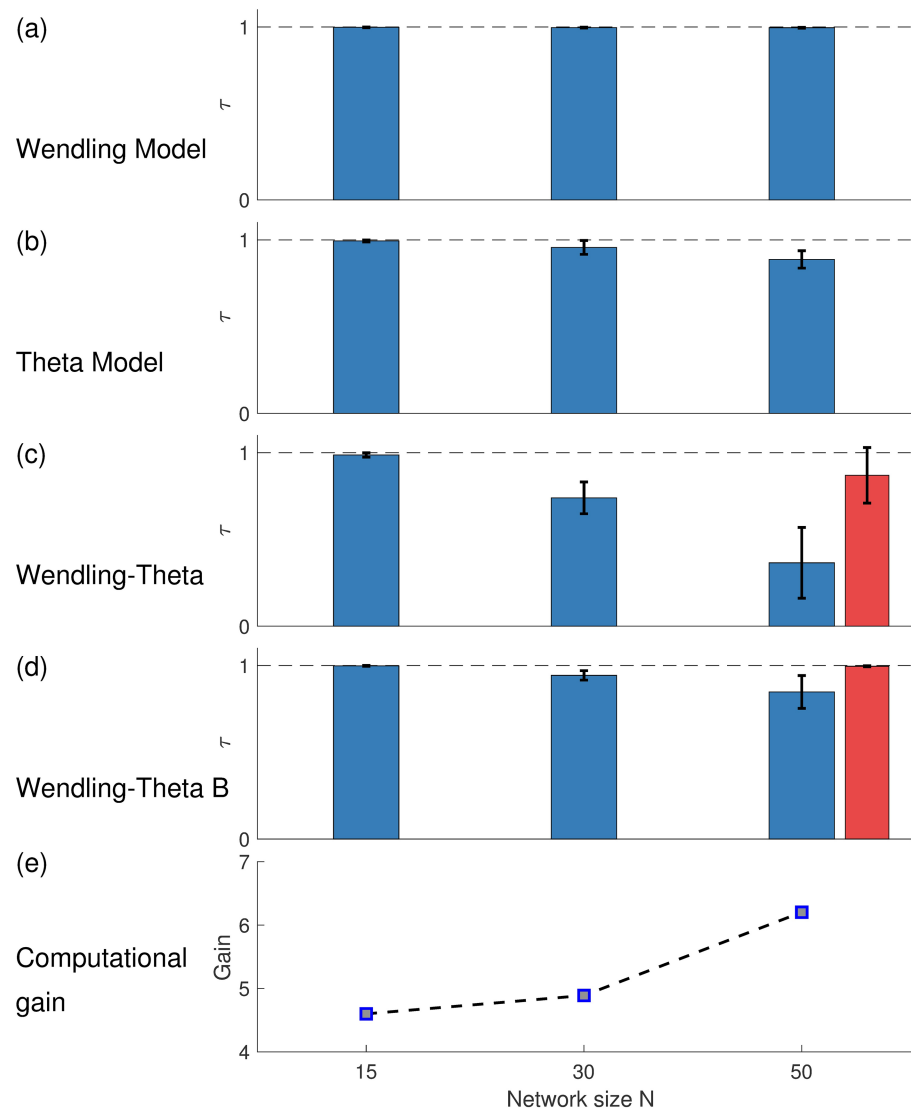 (a)
1
τ
Wendling Model
0
(b)
1
τ
Theta Model
0
(c)
1
τ
Wendling-Theta
0
(d)
1
τ
Wendling-Theta B
0
(e)
7
6
Computational
gain
Gain
5
4
15 30 50
Network size N